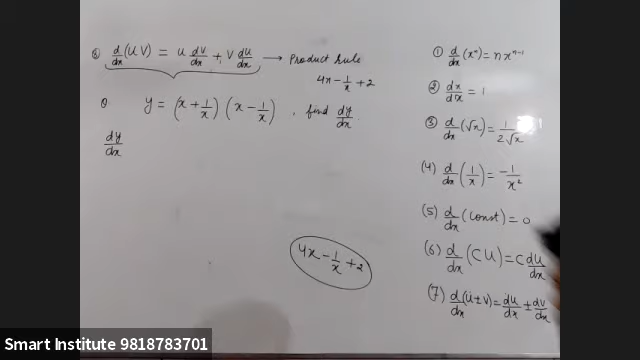 ⑧ d/dx (UV) = U dV/dx + V dU/dx → Product Rule
4x - 1/x + 2
Q y = (x + 1/x) (x - 1/x) , find dy/dx.
dy/dx
4x - 1/x + 2
① d/dx (xⁿ) = nxⁿ⁻¹
② dx/dx = 1
③ d/dx (√x) = 1/2√x
(4) d/dx (1/x) = -1/x²
(5) d/dx (const) = 0
(6) d/dx (CU) = C dU/dx
(7) d/dx (U ± V) = dU/dx ± dV/dx
Smart Institute 9818783701